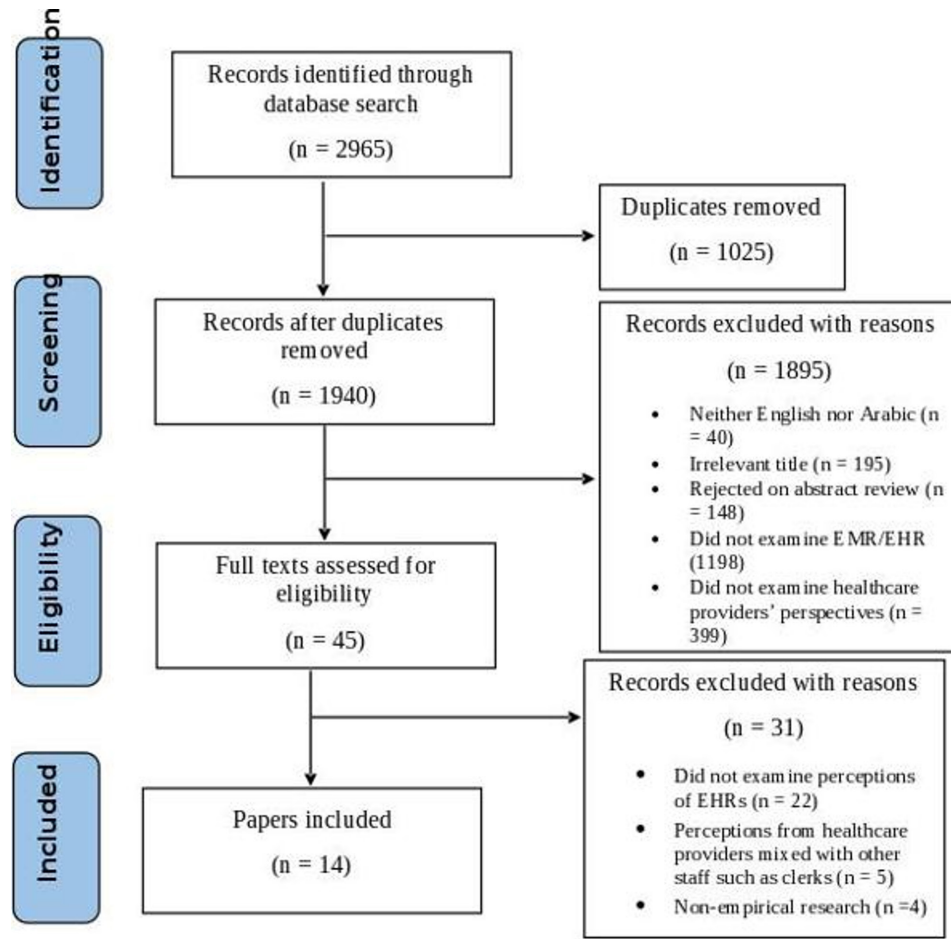 Identification
Records identified through
database search
(n = 2965)
Duplicates removed
(n = 1025)
Screening
Records after duplicates
removed
(n = 1940)
Records excluded with reasons
(n = 1895)
• Neither English nor Arabic (n
= 40)
• Irrelevant title (n = 195)
• Rejected on abstract review (n
= 148)
• Did not examine EMR/EHR
(1198)
• Did not examine healthcare
providers’ perspectives (n =
399)
Eligibility
Full texts assessed for
eligibility
(n = 45)
Records excluded with reasons
(n = 31)
• Did not examine perceptions
of EHRs (n = 22)
• Perceptions from healthcare
providers mixed with other
staff such as clerks (n = 5)
• Non-empirical research (n =4)
Included
Papers included
(n = 14)